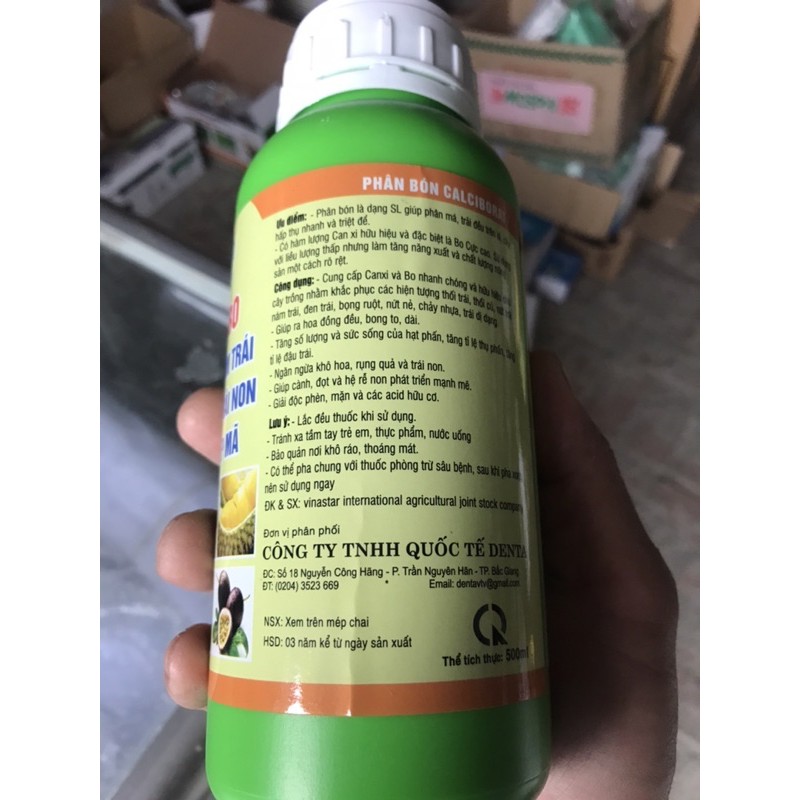 PHÂN BÓN CALCIBORAT
Ưu điểm: - Phân bón là dạng SL giúp phân má, trải đều trên
hấp thụ nhanh và triệt để.
- Có hàm lượng Can xi hữu hiệu và đặc biệt là Bo Cực cao.
với liều lượng thấp nhưng làm tăng năng xuất và chất lượng
sản một cách rõ rệt.
Công dụng: - Cung cấp Canxi và Bo nhanh chóng và hữu hiệu
cây trồng nhằm khắc phục các hiện tượng thối trái, thối củ,
nám trái, đen trái, bọng ruột, nứt nẻ, chảy nhựa, trái dị dạng
- Giúp ra hoa đồng đều, bong to, dài.
- Tăng số lượng và sức sống của hạt phấn, tăng tỉ lệ thụ phấn,
tỉ lệ đậu trái.
- Ngăn ngừa khô hoa, rụng quả và trái non.
- Giúp cành, đọt và hệ rễ non phát triển mạnh mẽ.
- Giải độc phèn, mặn và các acid hữu cơ.
Lưu ý: - Lắc đều thuốc khi sử dụng.
- Tránh xa tầm tay trẻ em, thực phẩm, nước uống
- Bảo quản nơi khô ráo, thoáng mát.
- Có thể pha chung với thuốc phòng trừ sâu bệnh, sau khi pha
nên sử dụng ngay
ĐK & SX: vinastar international agricultural joint stock company
Đơn vị phân phối
CÔNG TY TNHH QUỐC TẾ DENTA
ĐC: Số 18 Nguyễn Công Hãng - P. Trần Nguyên Hãn - TP. Bắc Giang
ĐT: (0204) 3523 669 • Email: dentavtv@gmail.com
NSX: Xem trên mép chai
HSD: 03 năm kể từ ngày sản xuất
Thể tích thực: 500ml
TRÁI
NON
MÃ